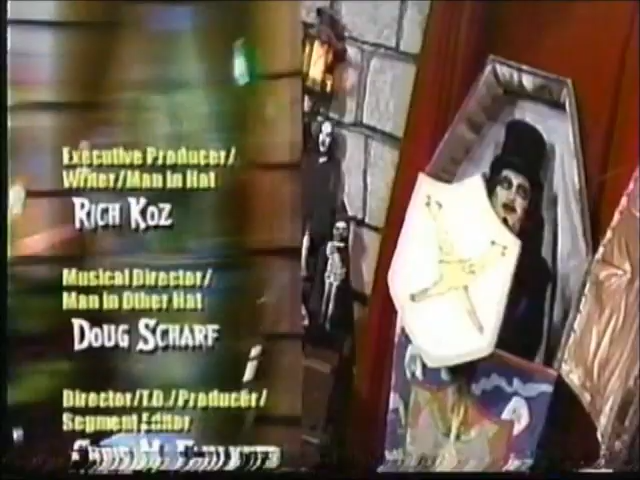 Executive Producer/
Writer/Man in Hat
Rich Koz
Musical Director/
Man in Other Hat
Doug Scharf
Director/T.D./Producer/
Segment Editor
Chris M.